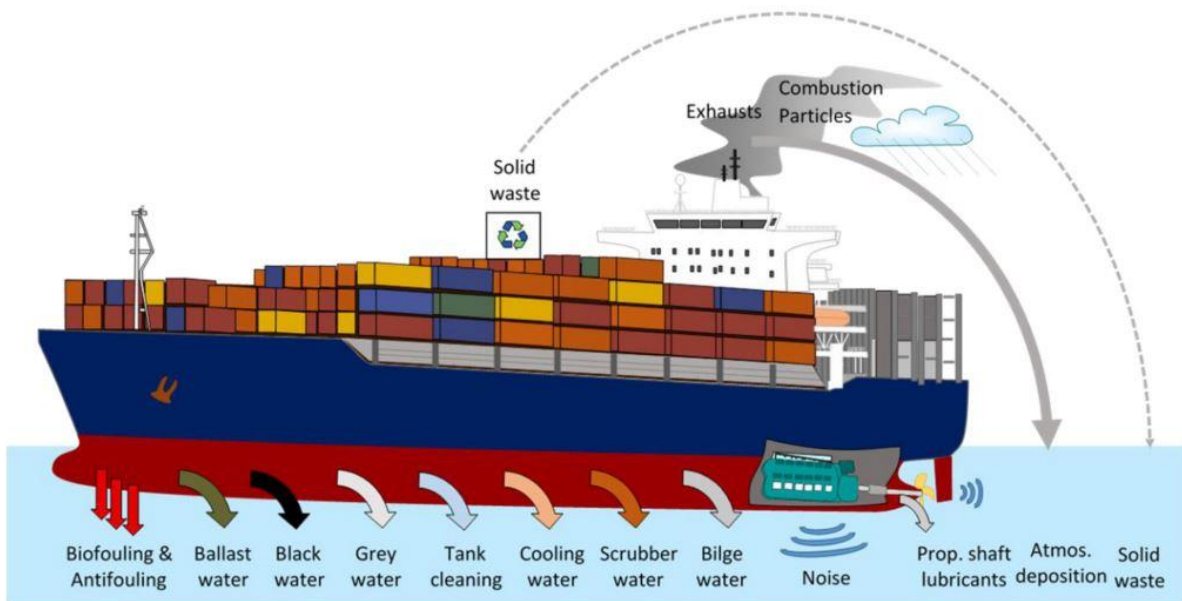 Combustion
Particles
Exhausts
Solid
waste
Biofouling &
Antifouling
Ballast
water
Black
water
Grey
water
Tank
cleaning
Cooling
water
Scrubber
water
Bilge
water
Noise
Prop. shaft
lubricants
Atmos.
deposition
Solid
waste